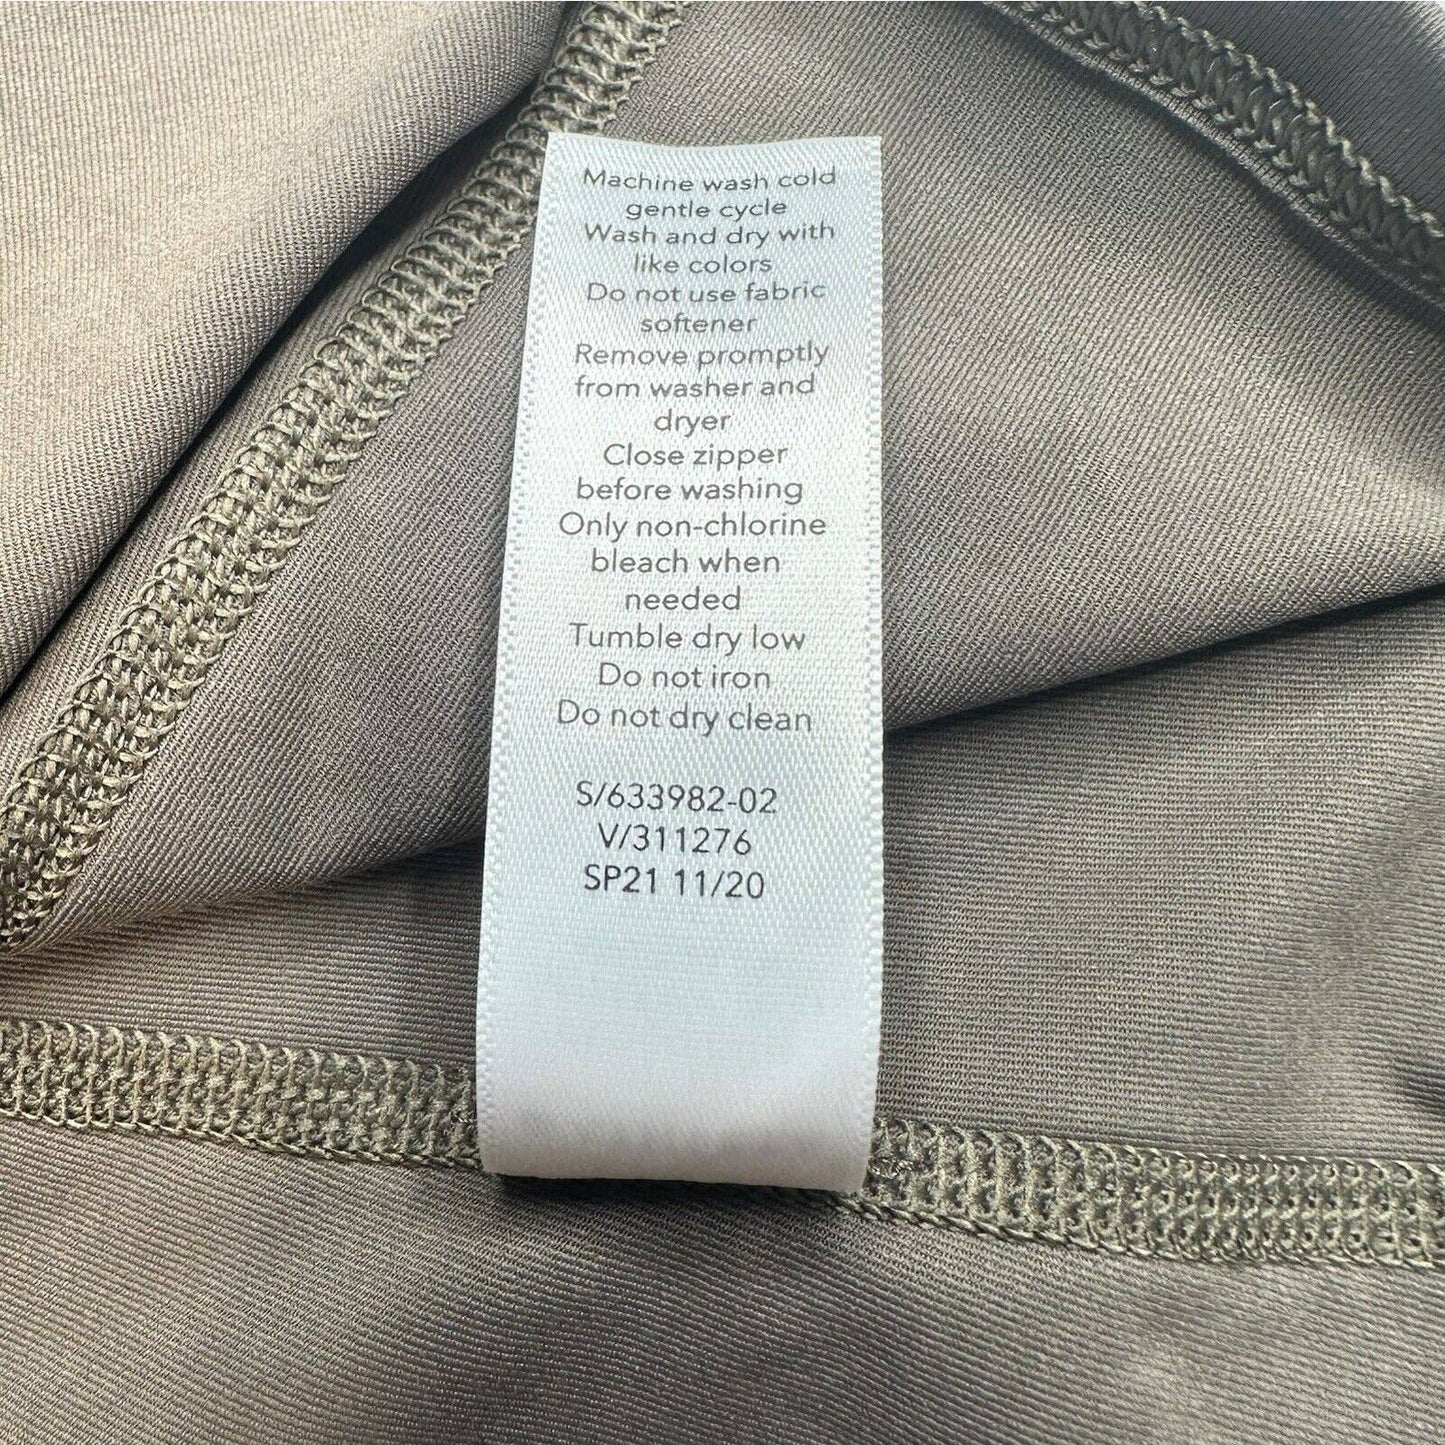 Machine wash cold
gentle cycle
Wash and dry with
like colors
Do not use fabric
softener
Remove promptly
from washer and
dryer
Close zipper
before washing
Only non-chlorine
bleach when
needed
Tumble dry low
Do not iron
Do not dry clean
S/633982-02
V/311276
SP21 11/20